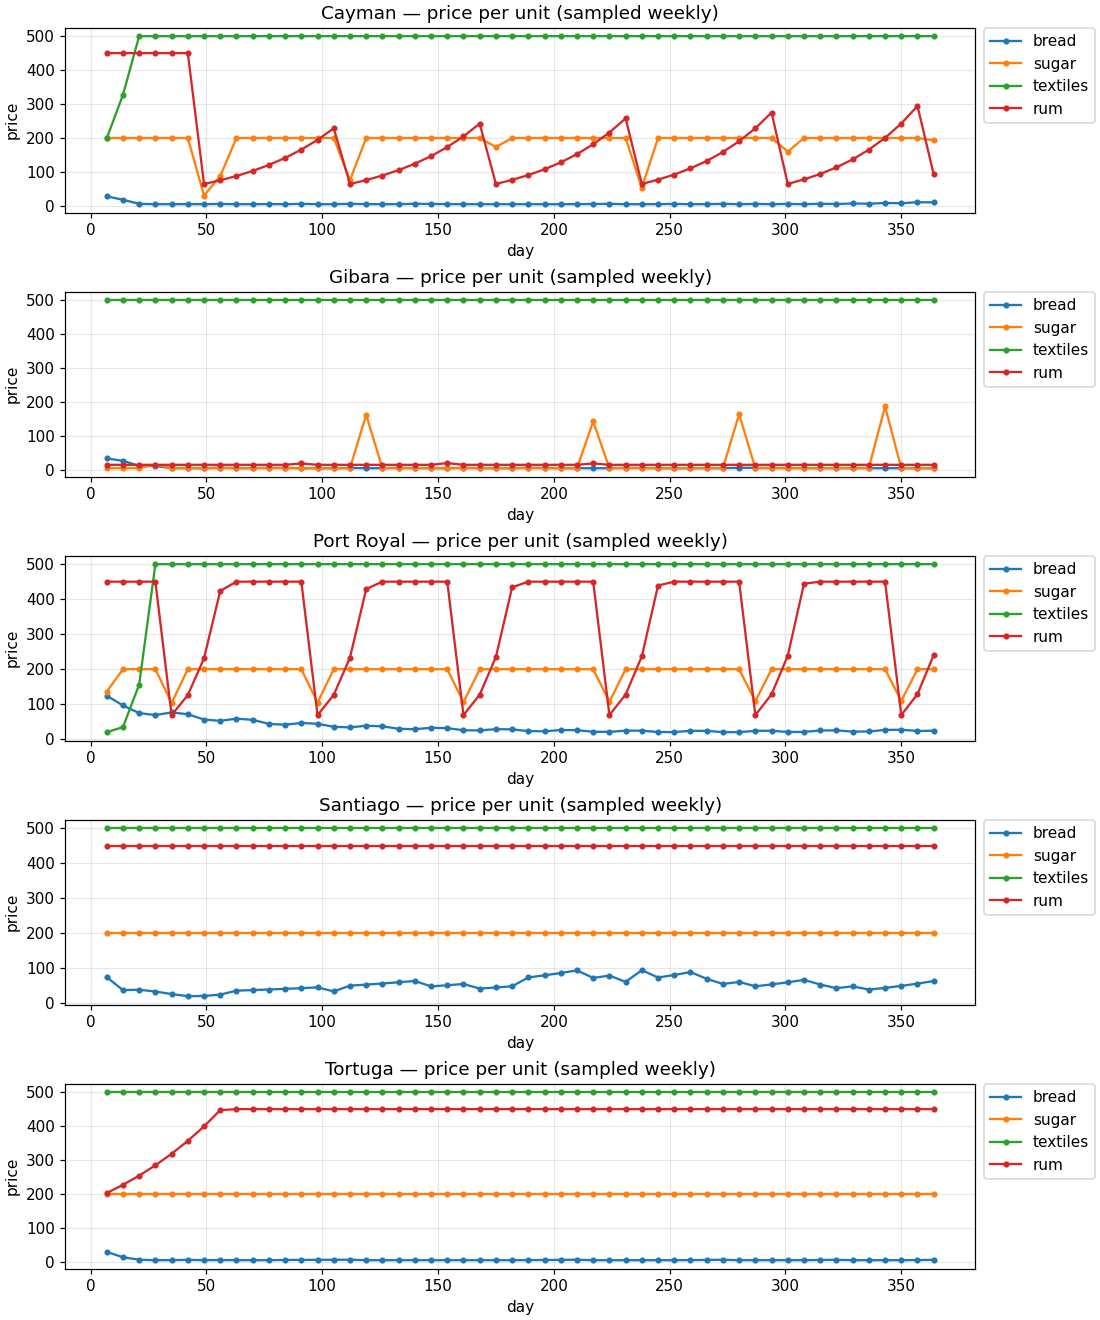 Cayman — price per unit (sampled weekly)
500
400
300
200
100
0
price
0 50 100 150 200 250 300 350
day
bread
sugar
textiles
rum
Gibara — price per unit (sampled weekly)
500
400
300
200
100
0
price
0 50 100 150 200 250 300 350
day
bread
sugar
textiles
rum
Port Royal — price per unit (sampled weekly)
500
400
300
200
100
0
price
0 50 100 150 200 250 300 350
day
bread
sugar
textiles
rum
Santiago — price per unit (sampled weekly)
500
400
300
200
100
0
price
0 50 100 150 200 250 300 350
day
bread
sugar
textiles
rum
Tortuga — price per unit (sampled weekly)
500
400
300
200
100
0
price
0 50 100 150 200 250 300 350
day
bread
sugar
textiles
rum